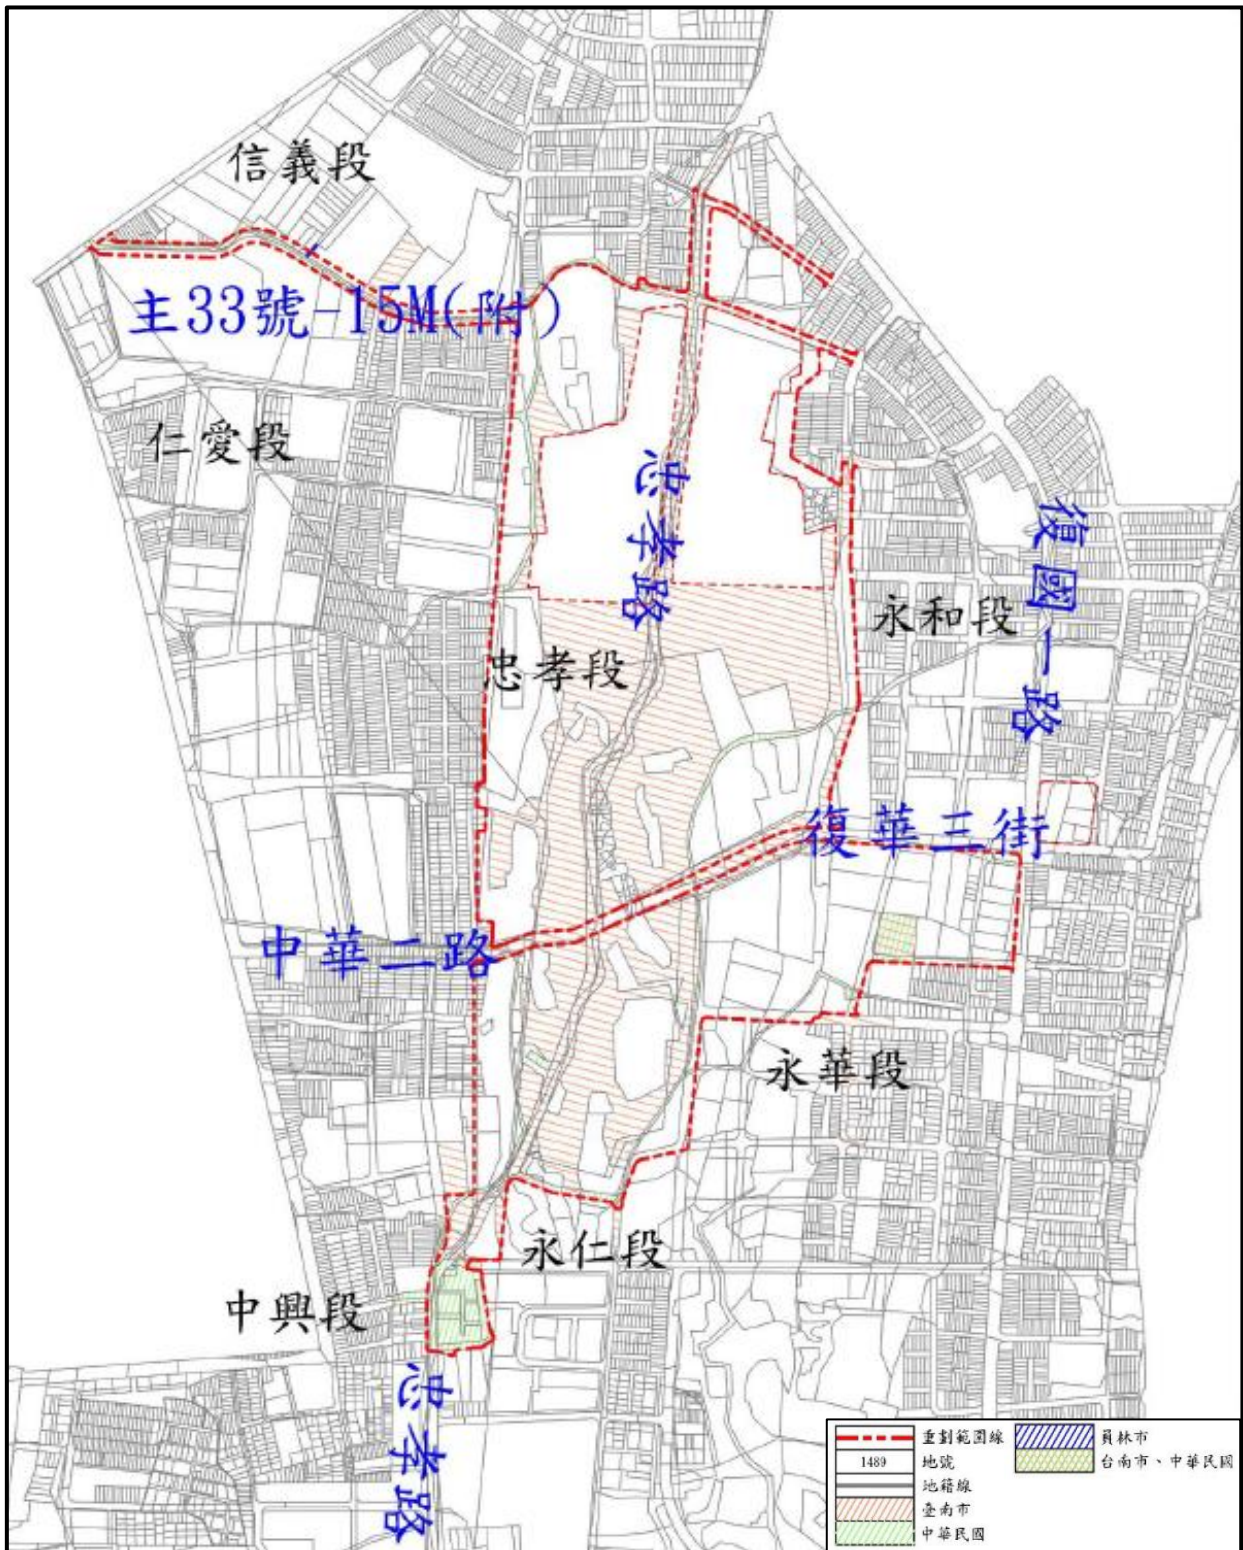 信義段
主33號-15M(附)
仁愛段
忠孝路
復國一路
永和段
忠孝段
復華三街
中華二路
永華段
永仁段
中興段
忠孝路
重劃範圍線
員林市
1489
地號
台南市、中華民國
地籍線
臺南市
中華民國